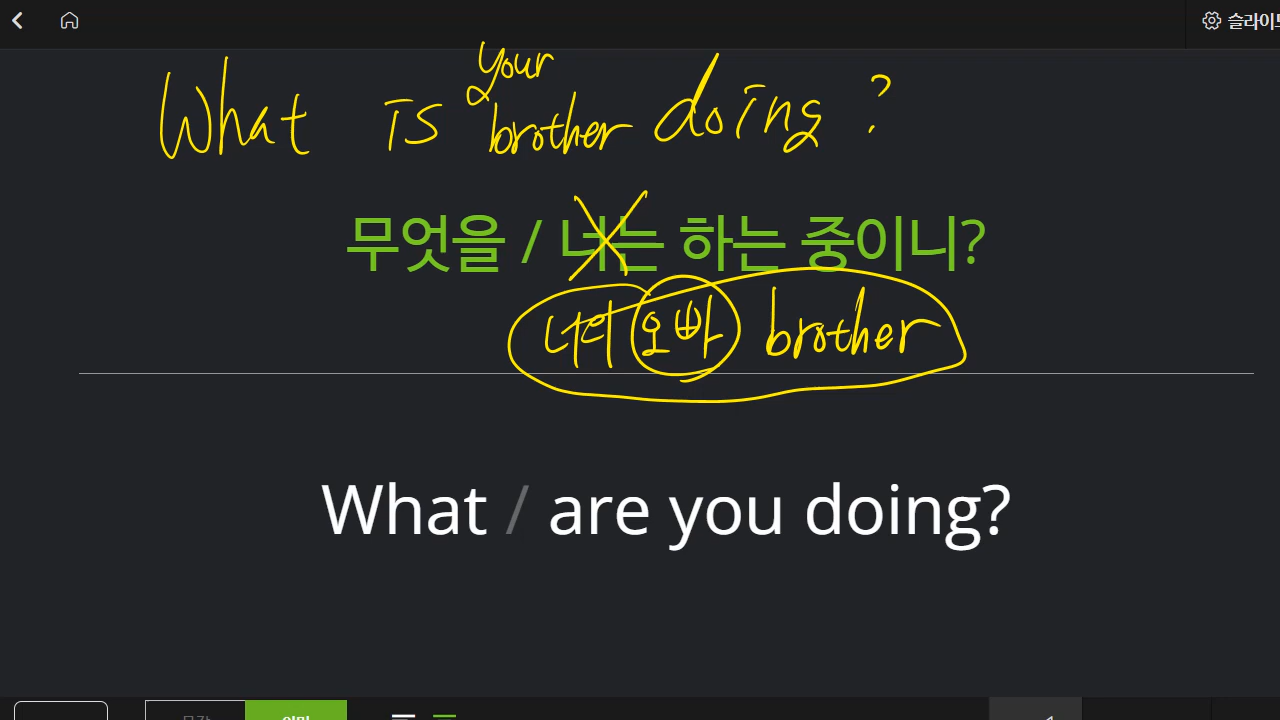 슬라이드
What is your brother doing?
무엇을 / 너는 하는 중이니?
너의 오빠 brother
What / are you doing?